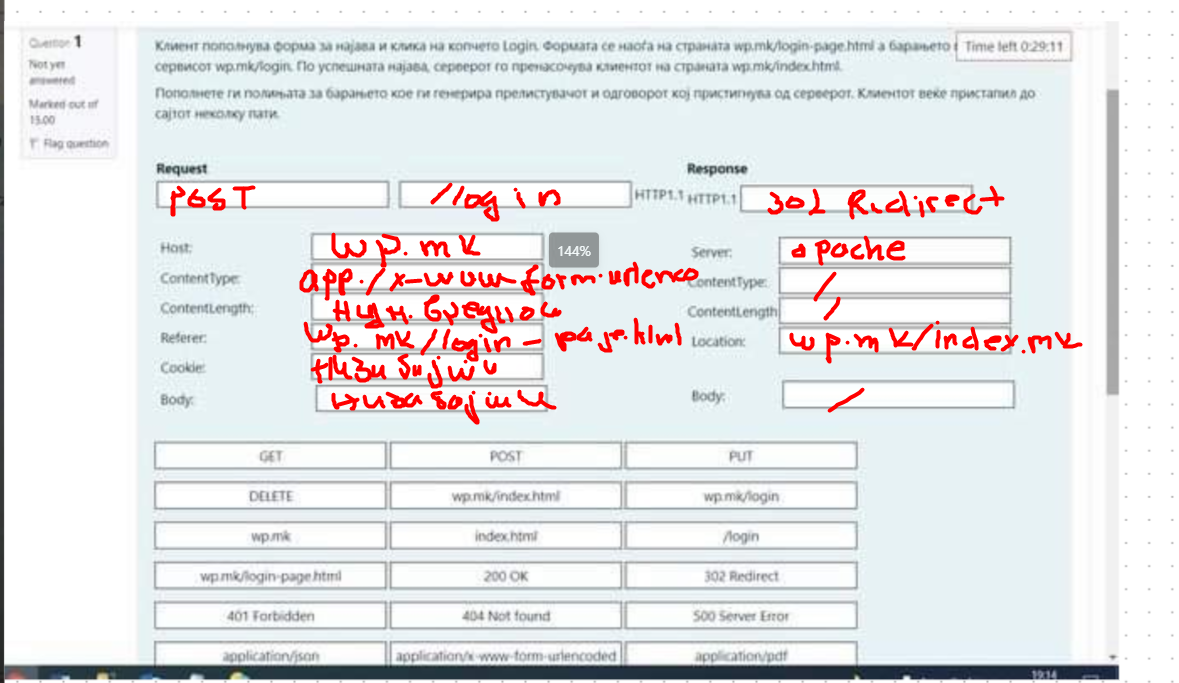 Question 1
Not yet
answered
Marked out of
15.00
Flag question
Клиент пополнува форма за најава и клика на копчето Login. Формата се наоѓа на страната wp.mk/login-page.html а барањето
Time left 0:29:11
сервисот wp.mk/login. По успешната најава, серверот го пренасочува клиентот на страната wp.mk/index.html.
Пополнете ги полињата за барањето кое ги генерира прелистувачот и одговорот кој пристигнува од серверот. Клиентот веќе пристапил до
сајтот неколку пати.
Request
Response
POST
/login
HTTP1.1
HTTP1.1
302 Redirect
Host:
wp.mk
144%
Server:
apache
ContentType:
app./x-www-form-urlenco
ContentType:
/
ContentLength:
Нум. вредност
ContentLength
/
Referer:
wp.mk/login-page.html
Location:
wp.mk/index.mk
Cookie:
Низа бајти
Body:
низа бајти
Body:
/
GET
POST
PUT
DELETE
wp.mk/index.html
wp.mk/login
wp.mk
index.html
/login
wp.mk/login-page.html
200 OK
302 Redirect
401 Forbidden
404 Not found
500 Server Error
application/json
application/x-www-form-urlencoded
application/pdf
19:14